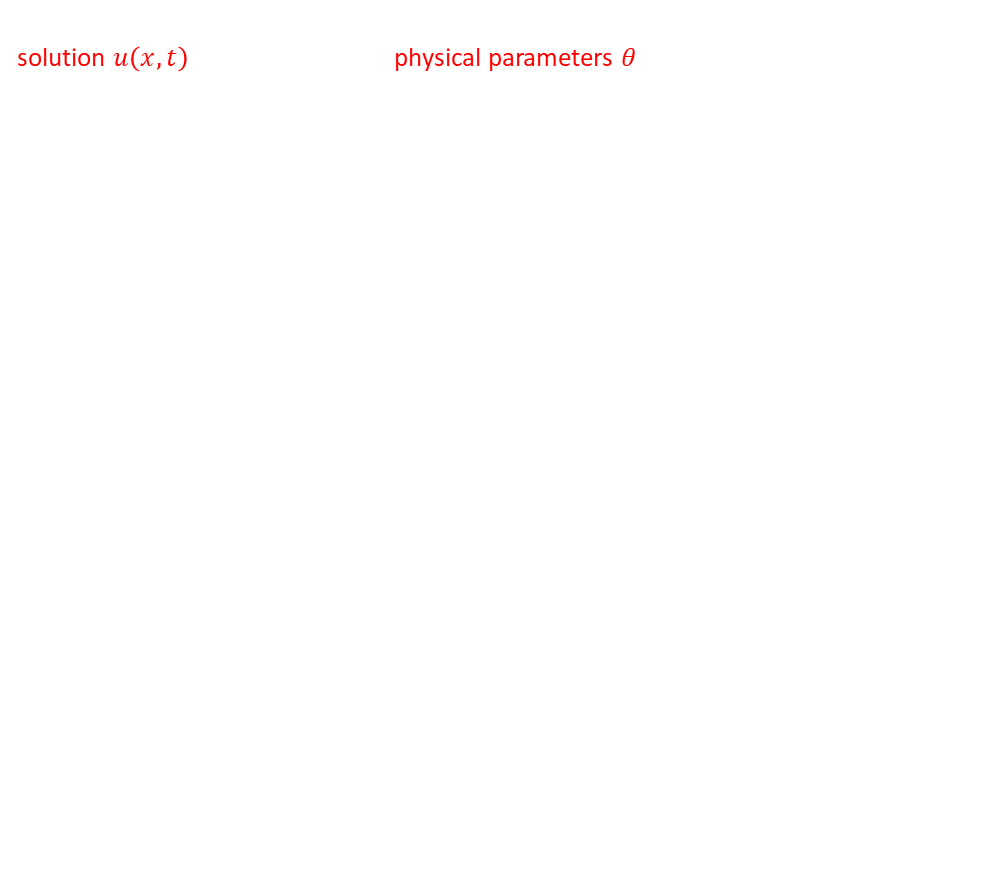 solution u(x, t) physical parameters θ